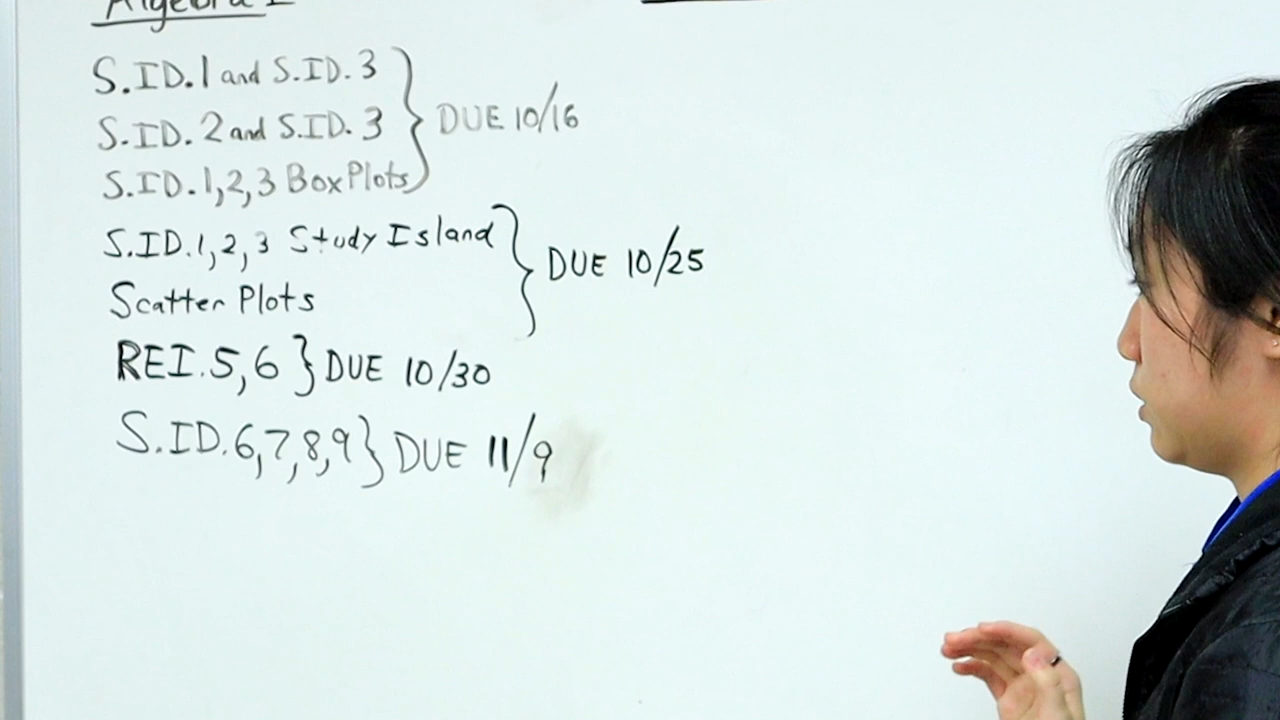 Algebra I
S.ID.1 and S.ID.3
S.ID.2 and S.ID.3
S.ID.1,2,3 Box Plots
} DUE 10/16
S.ID.1,2,3 Study Island
Scatter Plots
} DUE 10/25
REI.5,6 } DUE 10/30
S.ID.6,7,8,9 } DUE 11/9